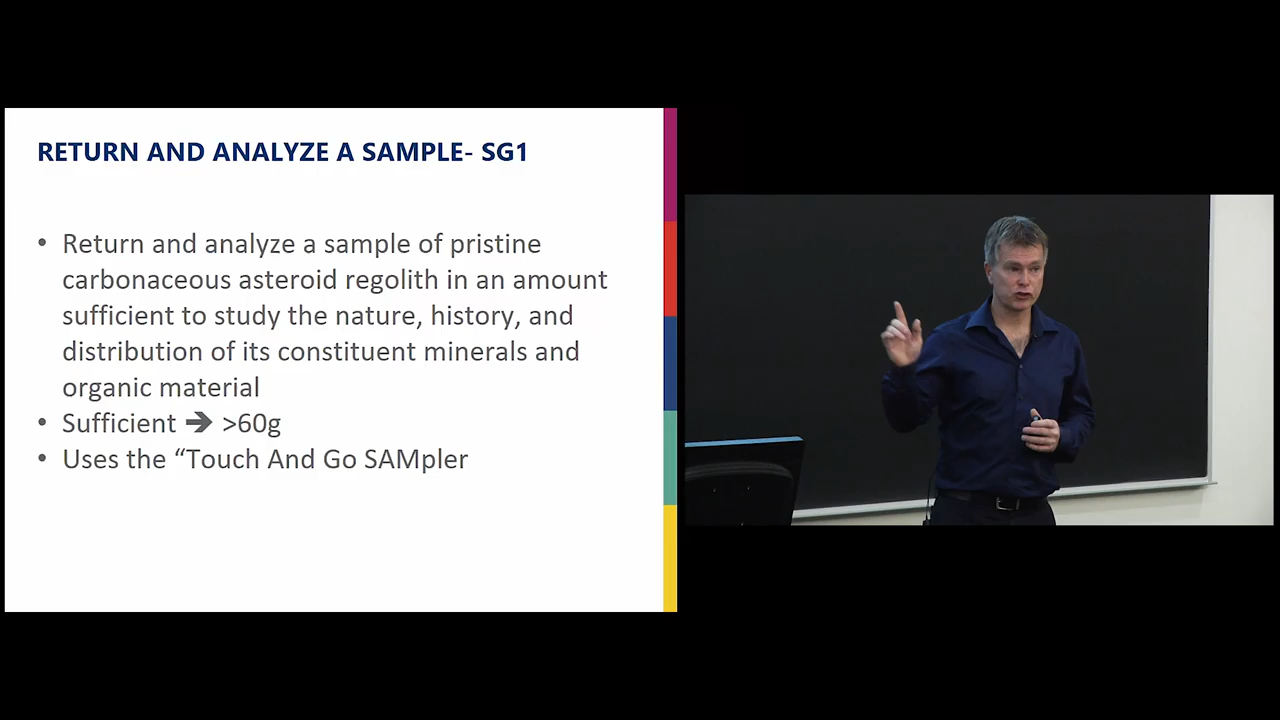 RETURN AND ANALYZE A SAMPLE- SG1
• Return and analyze a sample of pristine
carbonaceous asteroid regolith in an amount
sufficient to study the nature, history, and
distribution of its constituent minerals and
organic material
• Sufficient 🡪 >60g
• Uses the “Touch And Go SAMpler